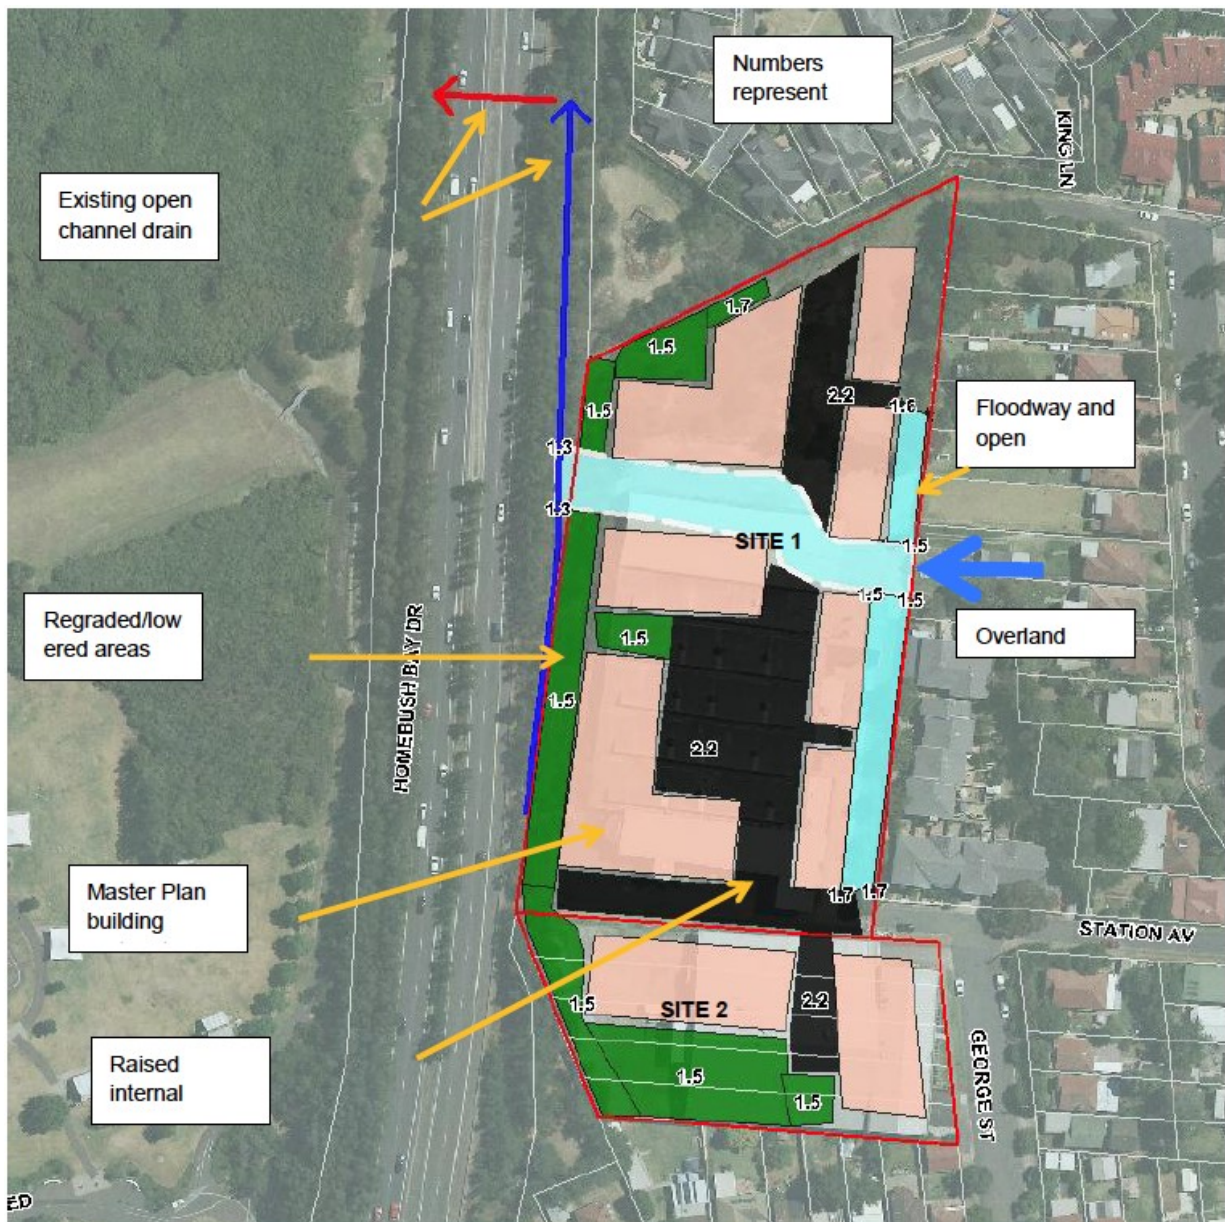 Numbers
represent
KING LN
Existing open
channel drain
1.7
1.5
2.2
1.6
1.5
Floodway and
open
1.3
1.3
SITE 1
1.5
1.5
1.5
Overland
1.5
Regraded/low
ered areas
HOMEBUSH BAY DR
1.5
2.2
Master Plan
building
1.7
1.7
STATION AV
1.5
SITE 2
2.2
Raised
internal
1.5
1.5
GEORGE ST
ED